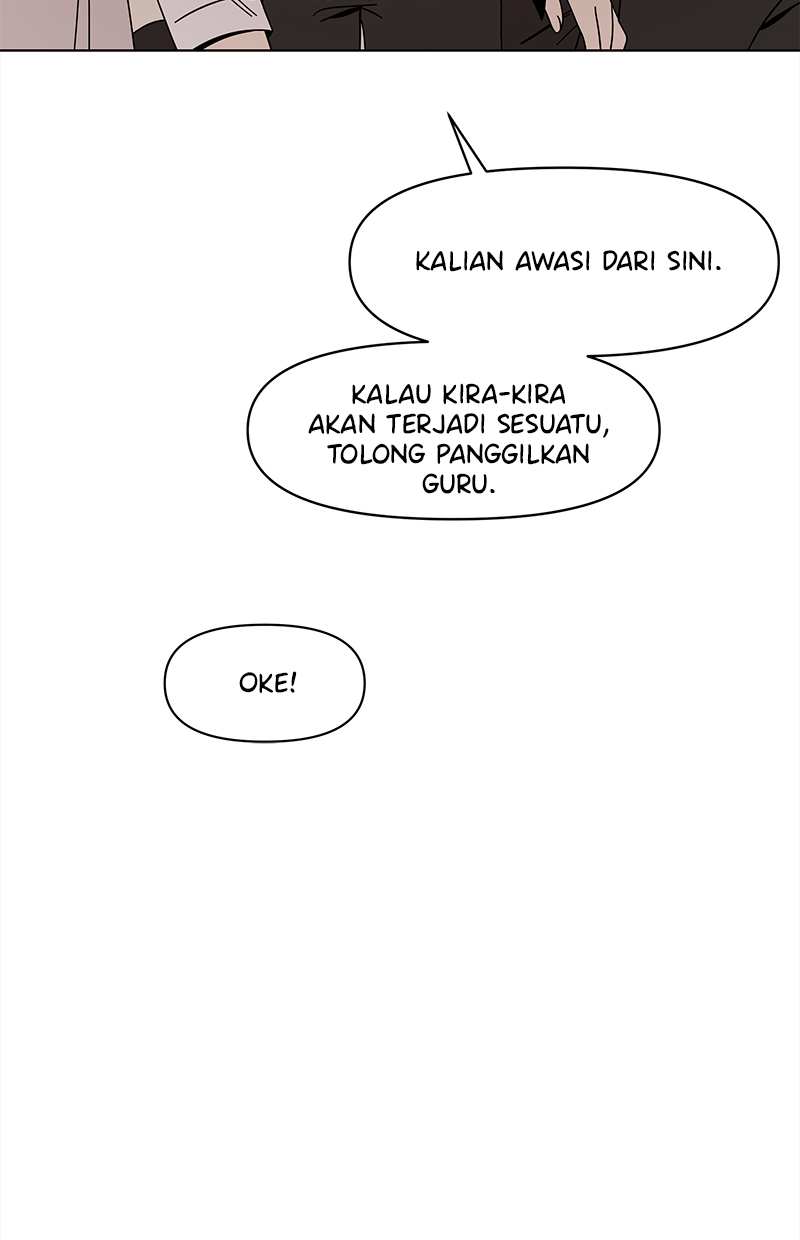 KALIAN AWASI DARI SINI.
KALAU KIRA-KIRA
AKAN TERJADI SESUATU,
TOLONG PANGGILKAN
GURU.
OKE!